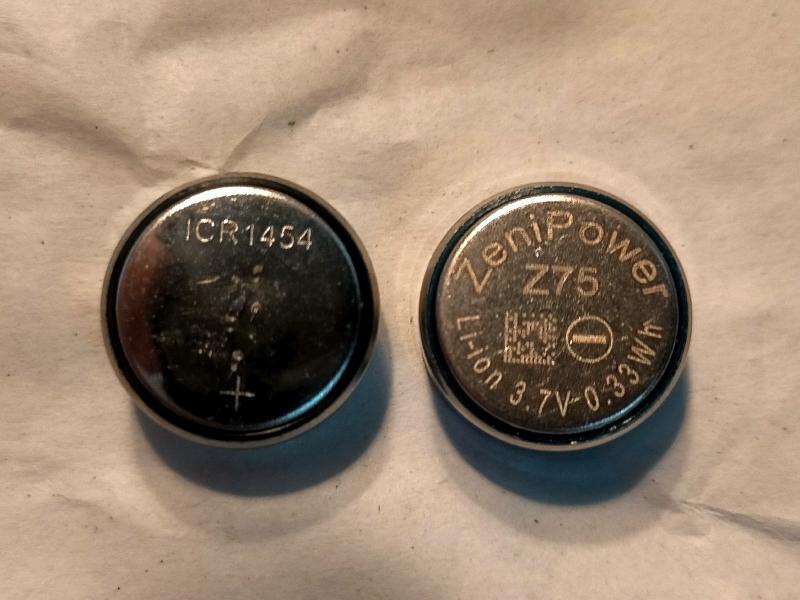 ICR1454
+
ZeniPower
Z75
Li-ion 3.7V 0.33Wh